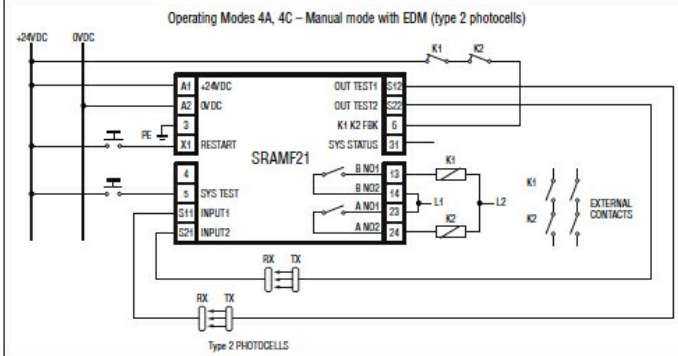 Operating Modes 4A, 4C – Manual mode with EDM (type 2 photocells)
+24VDC 0VDC
K1 K2
A1 +24VDC OUT TEST1 S12
A2 0VDC OUT TEST2 S22
PE 3 K1 K2 FBK 6
X1 RESTART SYS STATUS 31
SRAMF21
4 B NO1 13 K1
5 SYS TEST B NO2 14
L1 L2
S11 INPUT1 A NO1 23
S21 INPUT2 A NO2 24 K2
K1
K2
EXTERNAL
CONTACTS
RX TX
RX TX
Type 2 PHOTOCELLS